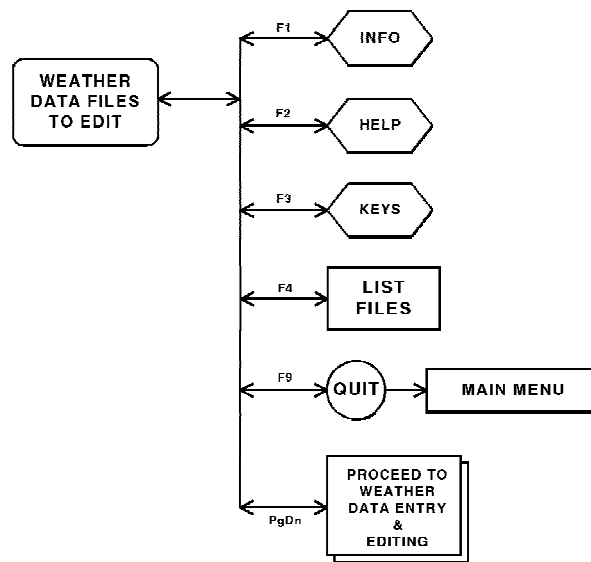 F1
INFO
WEATHER
DATA FILES
TO EDIT
F2
HELP
F3
KEYS
F4
LIST
FILES
F9
QUIT
MAIN MENU
PgDn
PROCEED TO
WEATHER
DATA ENTRY
&
EDITING